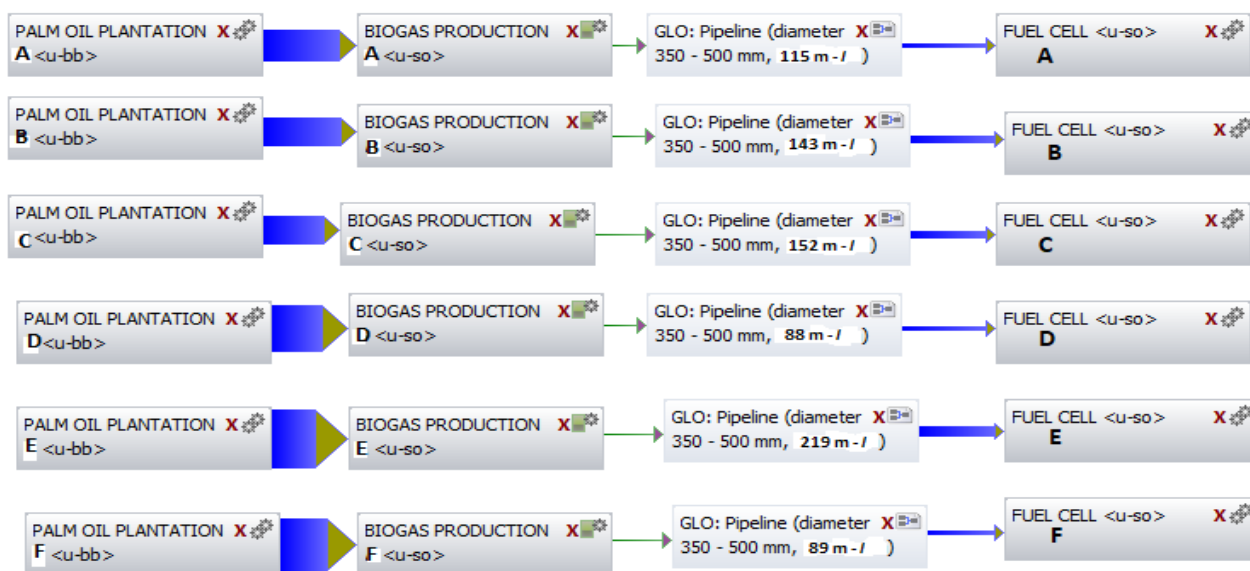 PALM OIL PLANTATION X
A <u-bb>
BIOGAS PRODUCTION X
A <u-so>
GLO: Pipeline (diameter X
350 - 500 mm, 115 m - l )
FUEL CELL <u-so> X
A
PALM OIL PLANTATION X
B <u-bb>
BIOGAS PRODUCTION X
B <u-so>
GLO: Pipeline (diameter X
350 - 500 mm, 143 m - l )
FUEL CELL <u-so> X
B
PALM OIL PLANTATION X
C <u-bb>
BIOGAS PRODUCTION X
C <u-so>
GLO: Pipeline (diameter X
350 - 500 mm, 152 m - l )
FUEL CELL <u-so> X
C
PALM OIL PLANTATION X
D <u-bb>
BIOGAS PRODUCTION X
D <u-so>
GLO: Pipeline (diameter X
350 - 500 mm, 88 m - l )
FUEL CELL <u-so> X
D
PALM OIL PLANTATION X
E <u-bb>
BIOGAS PRODUCTION X
E <u-so>
GLO: Pipeline (diameter X
350 - 500 mm, 219 m - l )
FUEL CELL <u-so> X
E
PALM OIL PLANTATION X
F <u-bb>
BIOGAS PRODUCTION X
F <u-so>
GLO: Pipeline (diameter X
350 - 500 mm, 89 m - l )
FUEL CELL <u-so> X
F